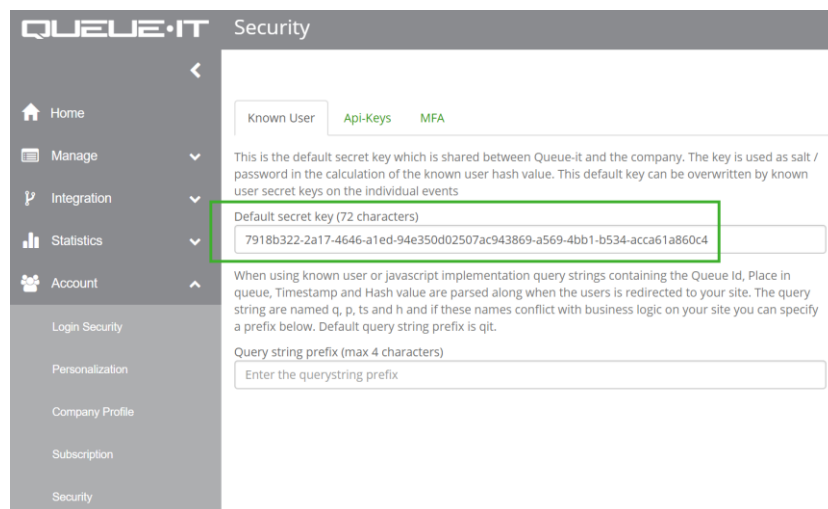 QUEUE·IT
Security
Home
Manage
Integration
Statistics
Account
Login Security
Personalization
Company Profile
Subscription
Security
Known User Api-Keys MFA
This is the default secret key which is shared between Queue-it and the company. The key is used as salt /
password in the calculation of the known user hash value. This default key can be overwritten by known
user secret keys on the individual events
Default secret key (72 characters)
7918b322-2a17-4646-a1ed-94e350d02507ac943869-a569-4bb1-b534-acca61a860c4
When using known user or javascript implementation query strings containing the Queue Id, Place in
queue, Timestamp and Hash value are parsed along when the users is redirected to your site. The query
string are named q, p, ts and h and if these names conflict with business logic on your site you can specify
a prefix below. Default query string prefix is qit.
Query string prefix (max 4 characters)
Enter the querystring prefix